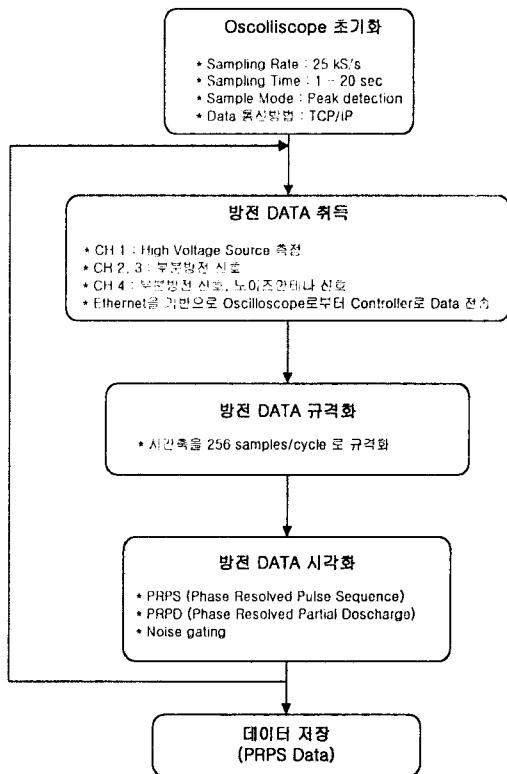 Oscolliscope 초기화
* Sampling Rate : 25 kS/s
* Sampling Time : 1 ~ 20 sec
* Sample Mode : Peak detection
* Data 통신방법 : TCP/IP
방전 DATA 취득
* CH 1 : High Voltage Source 측정
* CH 2, 3 : 부분방전 신호
* CH 4 : 부분방전 신호, 노이즈안테나 신호
* Ethernet을 기반으로 Oscilloscope로부터 Controller로 Data 전송
방전 DATA 규격화
* 시간축을 256 samples/cycle 로 규격화
방전 DATA 시각화
* PRPS (Phase Resolved Pulse Sequence)
* PRPD (Phase Resolved Partial Doscharge)
* Noise gating
데이터 저장
(PRPS Data)